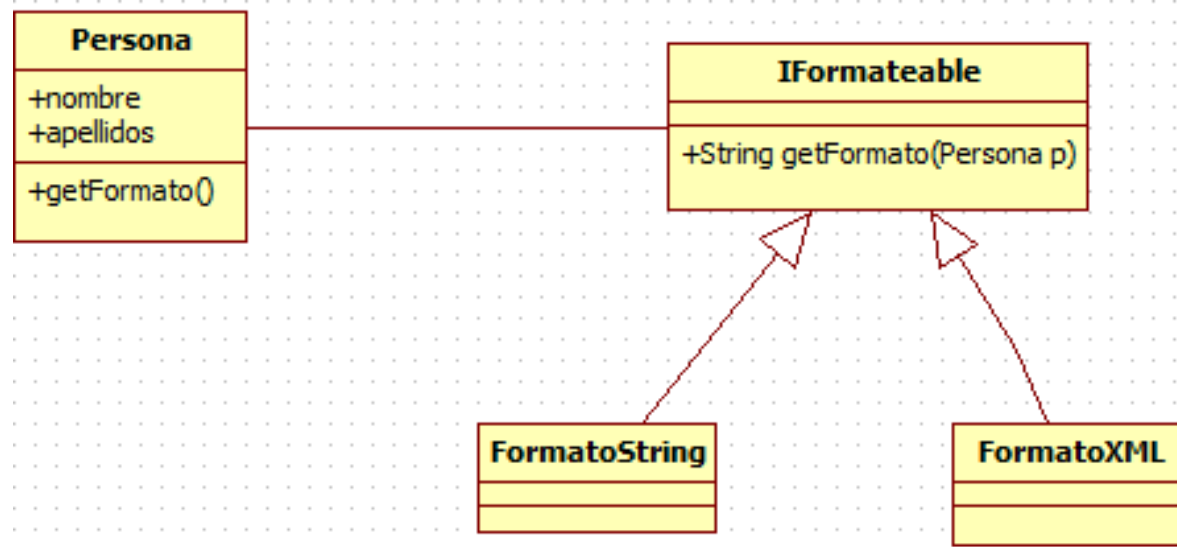 Persona
+nombre
+apellidos
+getFormato()
IFormateable
+String getFormato(Persona p)
FormatoString
FormatoXML